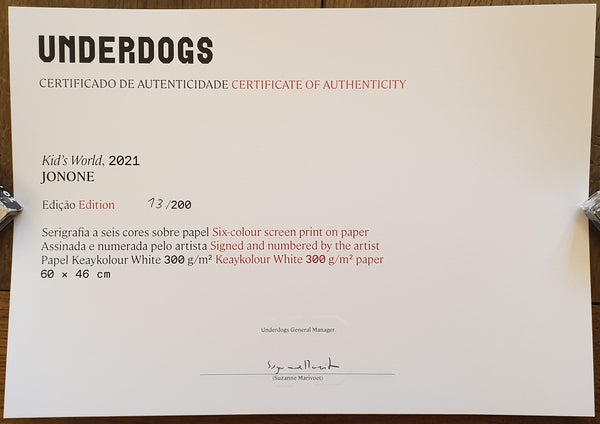 UNDERDOGS
CERTIFICADO DE AUTENTICIDADE CERTIFICATE OF AUTHENTICITY
Kid's World, 2021
JONONE
Edição Edition 13/200
Serigrafia a seis cores sobre papel Six-colour screen print on paper
Assinada e numerada pelo artista Signed and numbered by the artist
Papel Keaykolour White 300 g/m² Keaykolour White 300 g/m² paper
60 × 46 cm
Underdogs General Manager
(Suzanne Marivoet)